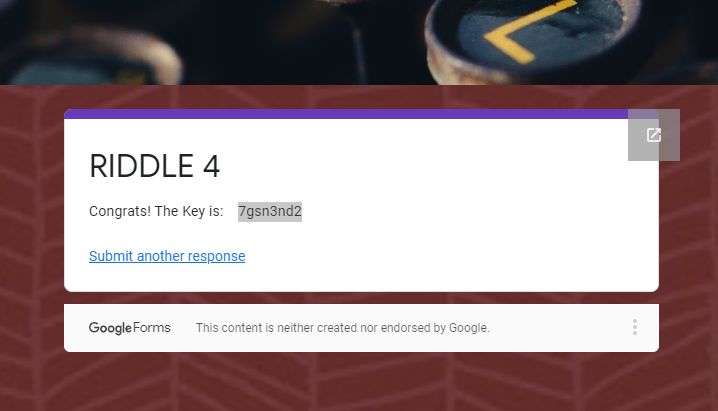 L
RIDDLE 4
Congrats! The Key is: 7gsn3nd2
Submit another response
Google Forms
This content is neither created nor endorsed by Google.